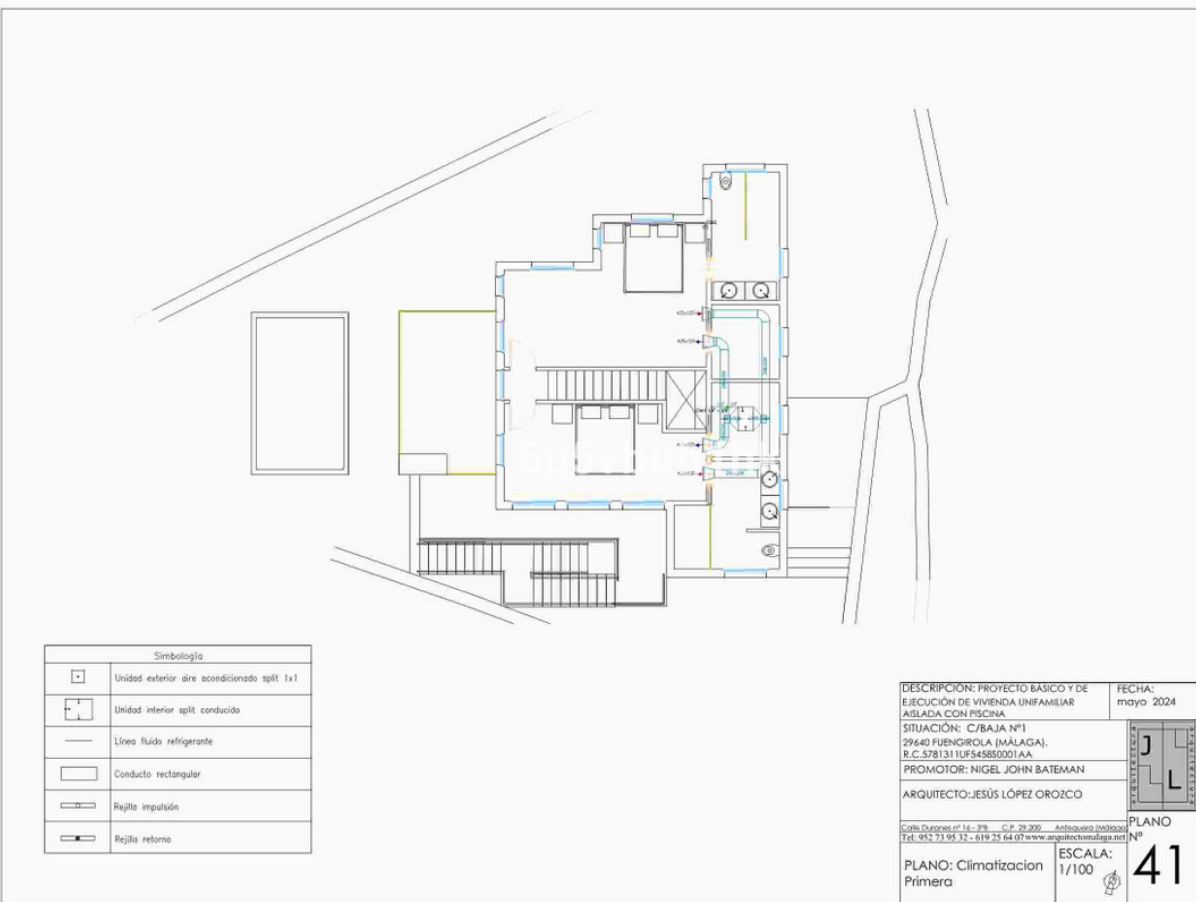 Simbología
Unidad exterior aire acondicionado split 1x1
Unidad interior split conducido
Línea fluido refrigerante
Conducto rectangular
Rejilla impulsión
Rejilla retorno
DESCRIPCIÓN: PROYECTO BÁSICO Y DE
EJECUCIÓN DE VIVIENDA UNIFAMILIAR
AISLADA CON PISCINA
FECHA:
mayo 2024
SITUACIÓN: C/BAJA Nº1
29640 FUENGIROLA (MÁLAGA).
R.C.5781311UF5458S0001AA
PROMOTOR: NIGEL JOHN BATEMAN
ARQUITECTO:JESÚS LÓPEZ OROZCO
J
L
Calle Duranes nº 16 - 3ºB C.P. 29.200 Antequera (Málaga)
Tel: 952 73 95 32 - 619 25 64 07 www.arquitectomalaga.net
PLANO: Climatizacion
Primera
ESCALA:
1/100
PLANO
Nº
41